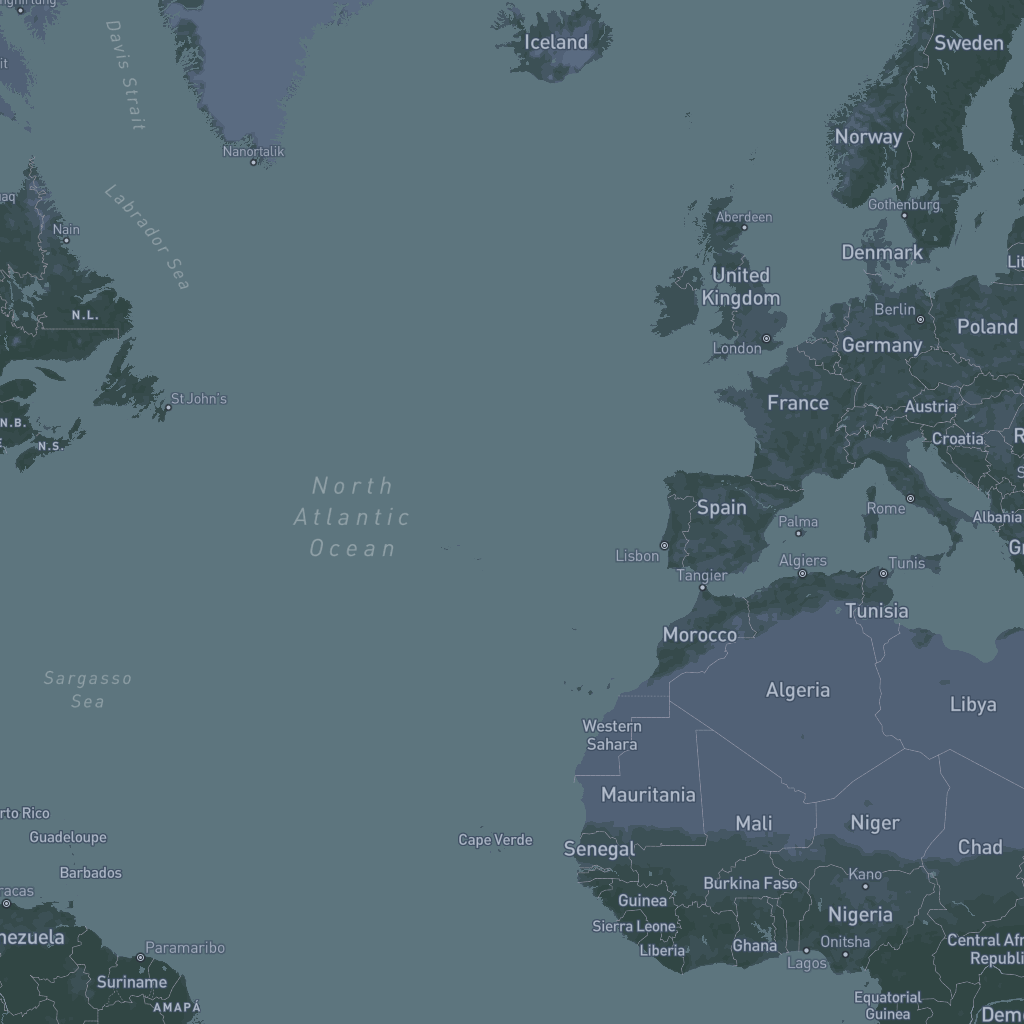 Iceland
Sweden
Davis Strait
Norway
Nanortalik
Labrador Sea
Nain
Gothenburg
Aberdeen
Denmark
United
Kingdom
N.L.
Berlin
Poland
London
Germany
St John's
France
Austria
N.B.
Croatia
N.S.
North
Atlantic
Ocean
Spain
Rome
Palma
Albania
Lisbon
Algiers
Tunis
Tangier
Tunisia
Morocco
Sargasso
Sea
Algeria
Libya
Western
Sahara
Mauritania
rto Rico
Mali
Niger
Guadeloupe
Cape Verde
Senegal
Chad
Barbados
Kano
racas
Burkina Faso
Guinea
Nigeria
Sierra Leone
nezuela
Paramaribo
Liberia
Ghana
Onitsha
Lagos
Central Afr
Republi
Suriname
AMAPÁ
Equatorial
Guinea
Dem